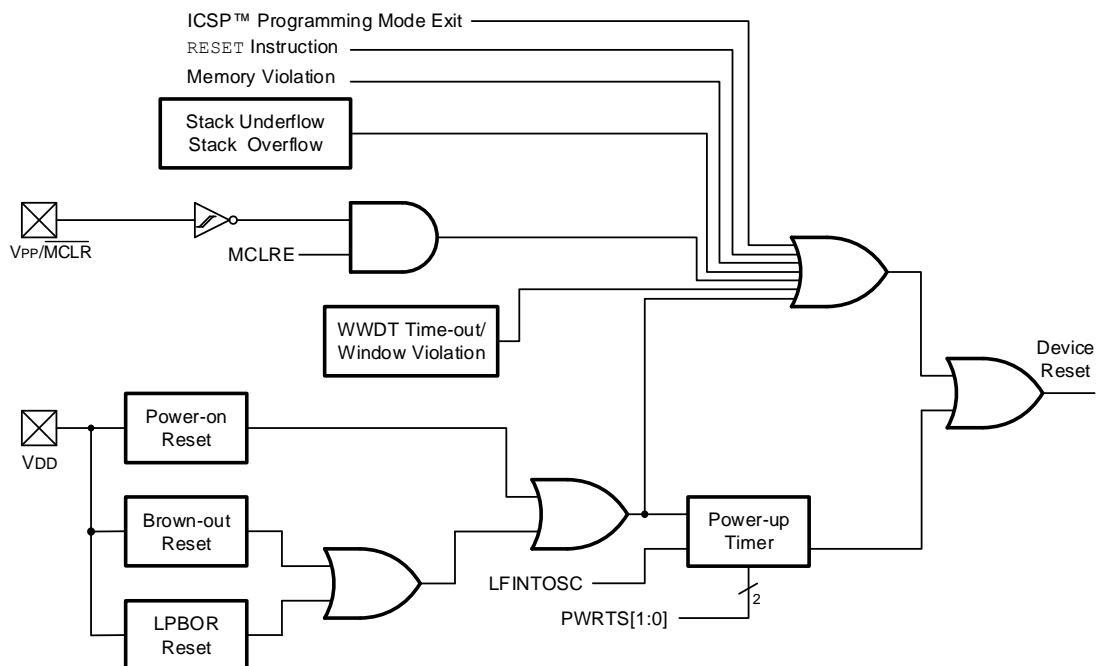 ICSP™ Programming Mode Exit
RESET Instruction
Memory Violation
Stack Underflow
Stack Overflow
VPP/MCLR
MCLRE
WWDT Time-out/
Window Violation
Device
Reset
Power-on
Reset
VDD
Brown-out
Reset
Power-up
Timer
LFINTOSC
2
PWRTS[1:0]
LPBOR
Reset